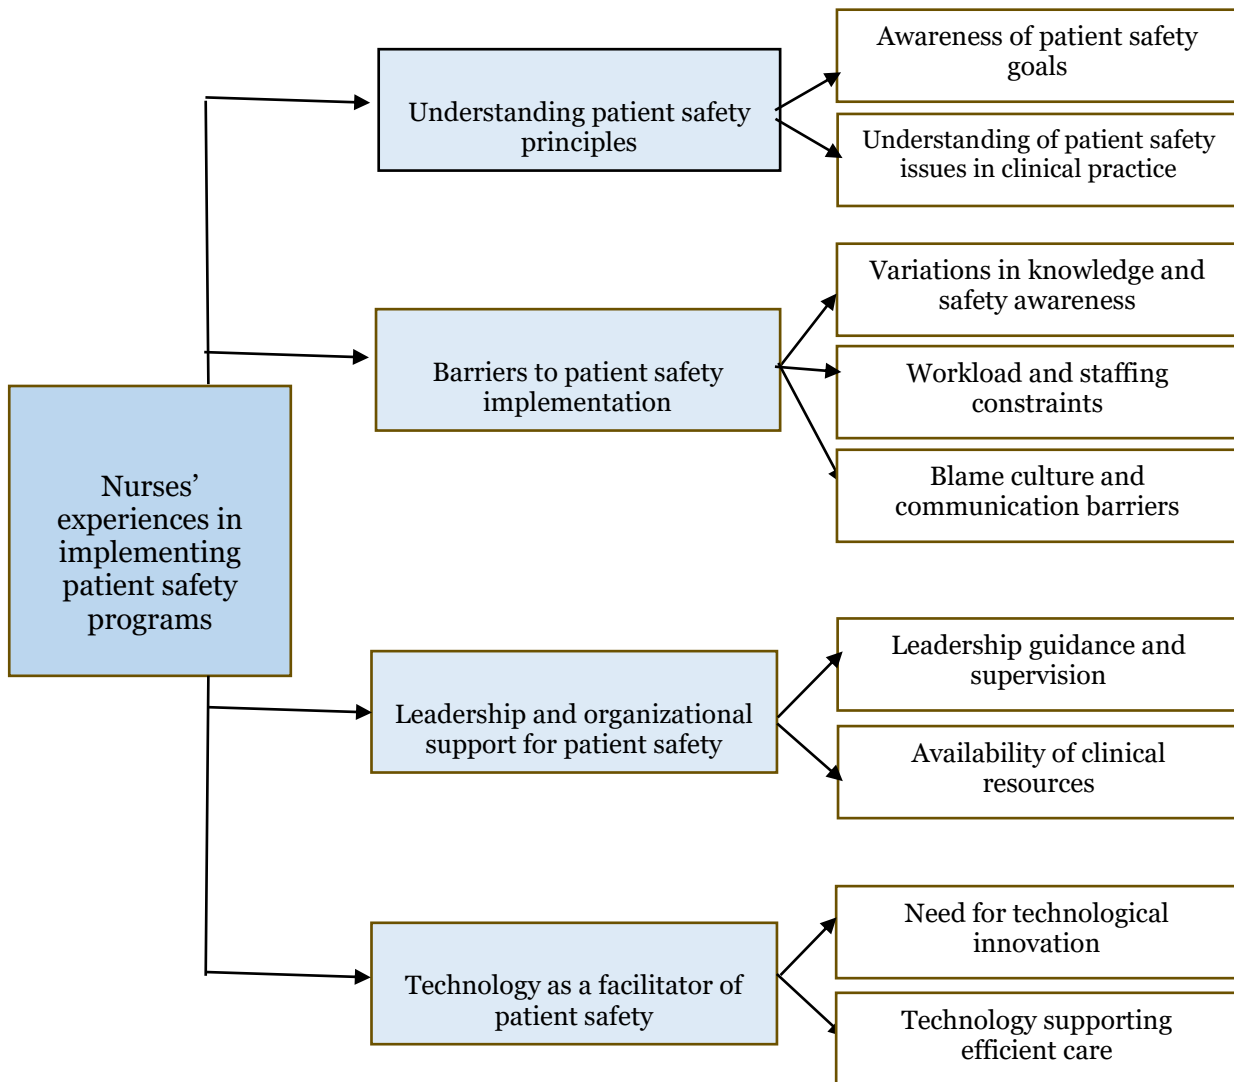 Nurses’
experiences in
implementing
patient safety
programs
Understanding patient safety
principles
Awareness of patient safety
goals
Understanding of patient safety
issues in clinical practice
Barriers to patient safety
implementation
Variations in knowledge and
safety awareness
Workload and staffing
constraints
Blame culture and
communication barriers
Leadership and organizational
support for patient safety
Leadership guidance and
supervision
Availability of clinical
resources
Technology as a facilitator of
patient safety
Need for technological
innovation
Technology supporting
efficient care